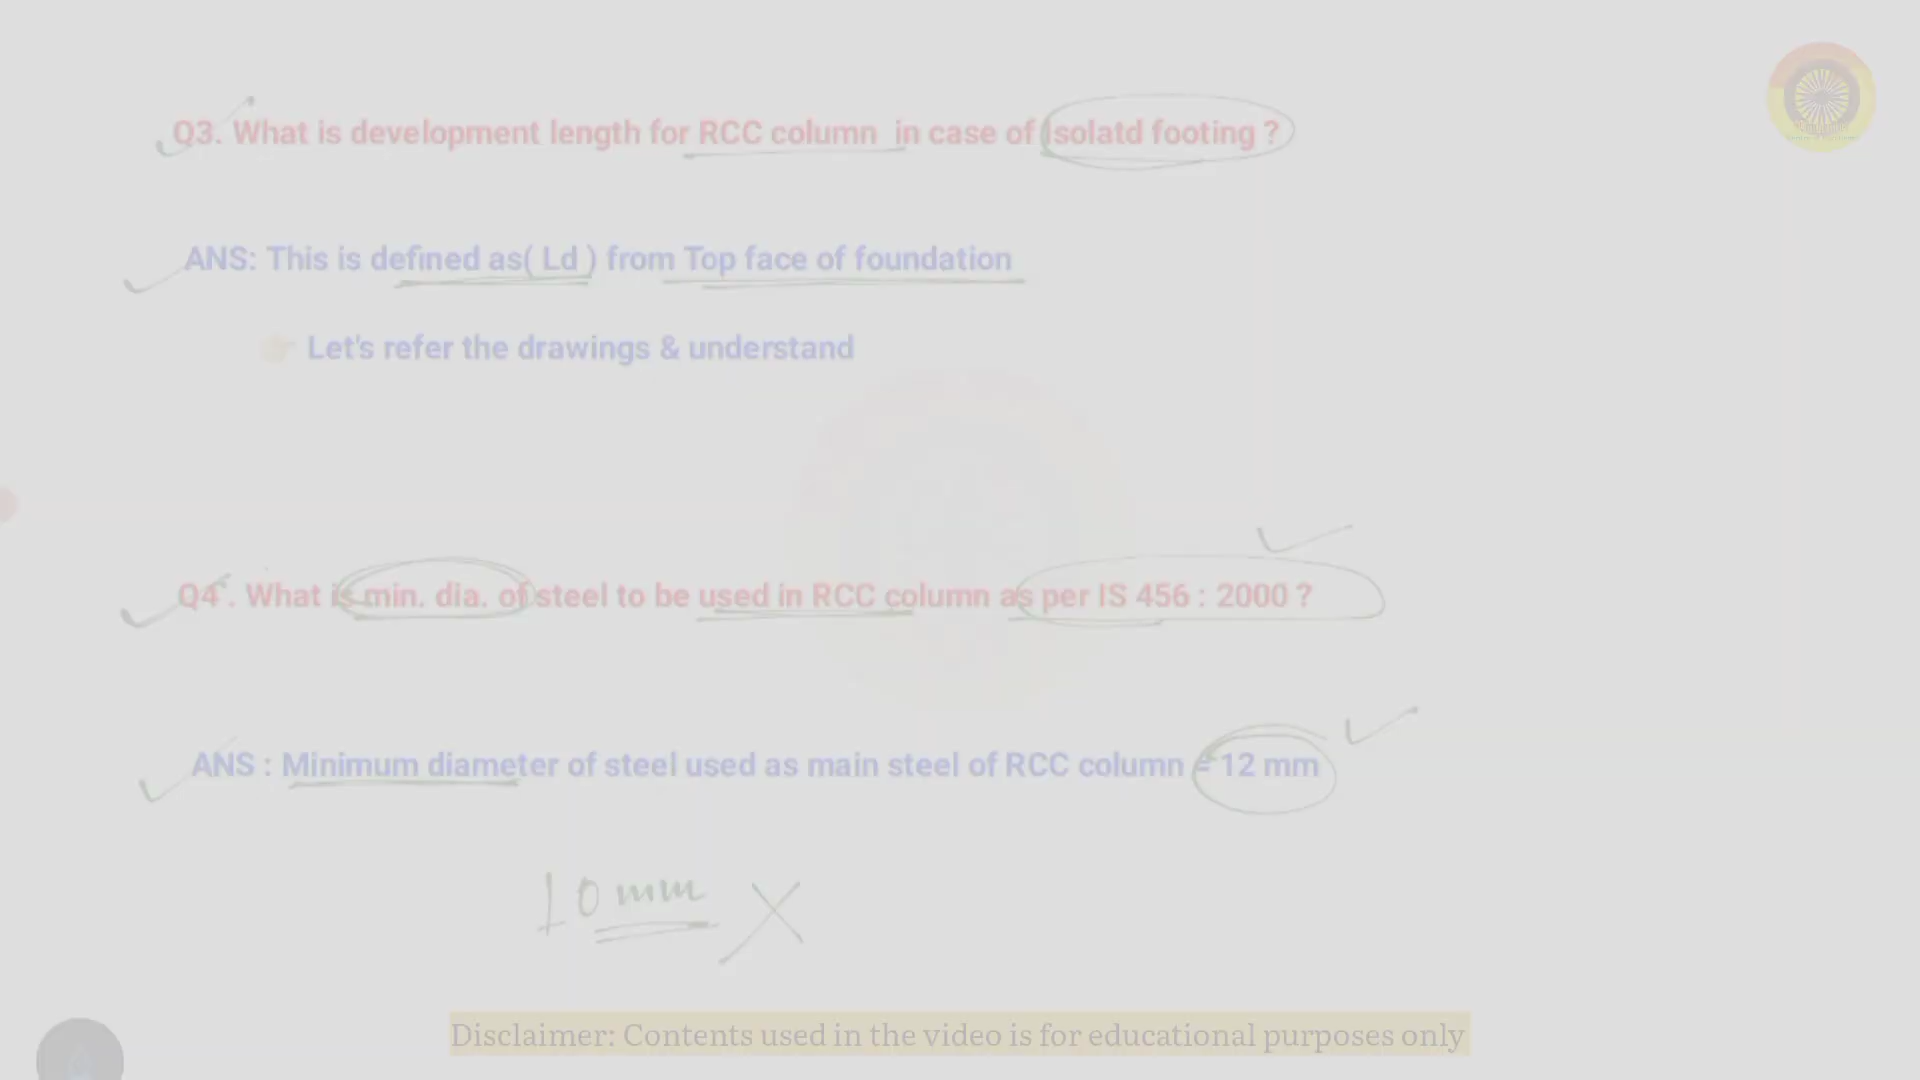 Q3. What is development length for RCC column in case of Isolatd footing ?
ANS: This is defined as( Ld ) from Top face of foundation
Let's refer the drawings & understand
Q4 . What is min. dia. of steel to be used in RCC column as per IS 456 : 2000 ?
ANS : Minimum diameter of steel used as main steel of RCC column = 12 mm
10 mm
Disclaimer: Contents used in the video is for educational purposes only